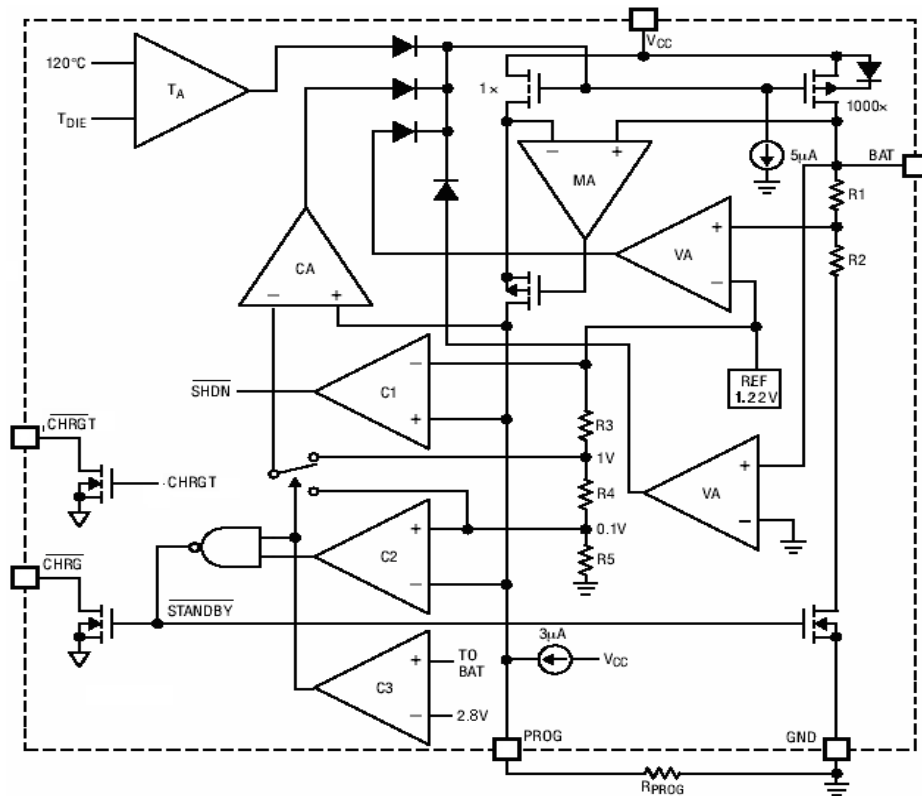 VCC
120°C
TA
TDIE
1×
1000×
MA
5µA
BAT
R1
VA
R2
CA
REF
1.22V
SHDN
C1
R3
CHRGT
1V
CHRGT
R4
VA
0.1V
C2
R5
CHRG
STANDBY
3µA
VCC
TO
BAT
C3
2.8V
PROG
GND
RPROG